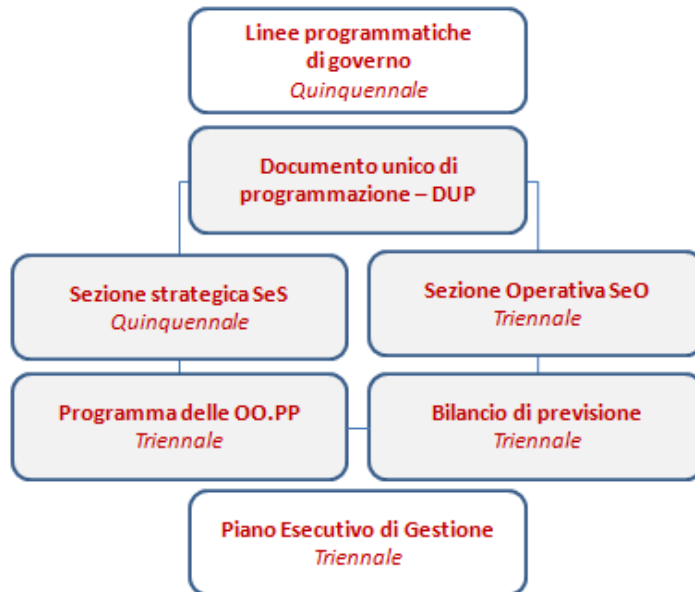 Linee programmatiche
di governo
Quinquennale
Documento unico di
programmazione – DUP
Sezione strategica SeS
Quinquennale
Sezione Operativa SeO
Triennale
Programma delle OO.PP
Triennale
Bilancio di previsione
Triennale
Piano Esecutivo di Gestione
Triennale